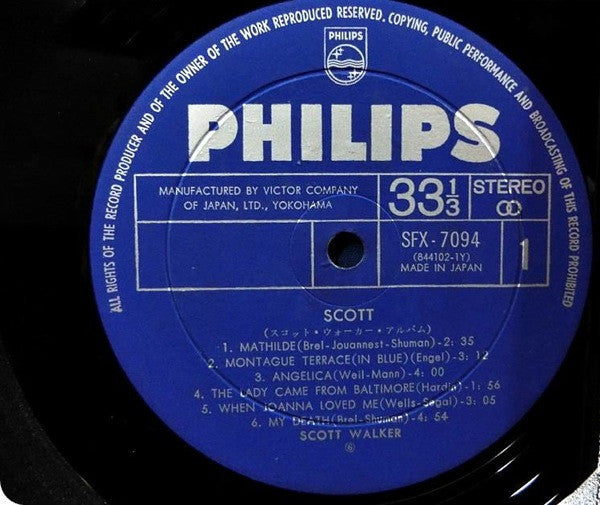 ALL RIGHTS OF THE RECORD PRODUCER AND OF THE OWNER OF THE WORK REPRODUCED RESERVED. COPYING, PUBLIC PERFORMANCE AND BROADCASTING OF THIS RECORD PROHIBITED
PHILIPS
PHILIPS
MANUFACTURED BY VICTOR COMPANY
OF JAPAN, LTD., YOKOHAMA
33 1/3
STEREO
SFX-7094
(844102-1Y)
MADE IN JAPAN
1
SCOTT
(スコット・ウォーカー・アルバム)
1. MATHILDE(Brel-Jouannest-Shuman)-2: 35
2. MONTAGUE TERRACE(IN BLUE)(Engel)-3: 12
3. ANGELICA(Weil-Mann)-4: 00
4. THE LADY CAME FROM BALTIMORE(Hardin)-1: 56
5. WHEN JOANNA LOVED ME(Wells-Segal)-3: 05
6. MY DEATH(Brel-Shuman)-4: 54
SCOTT WALKER
⑥